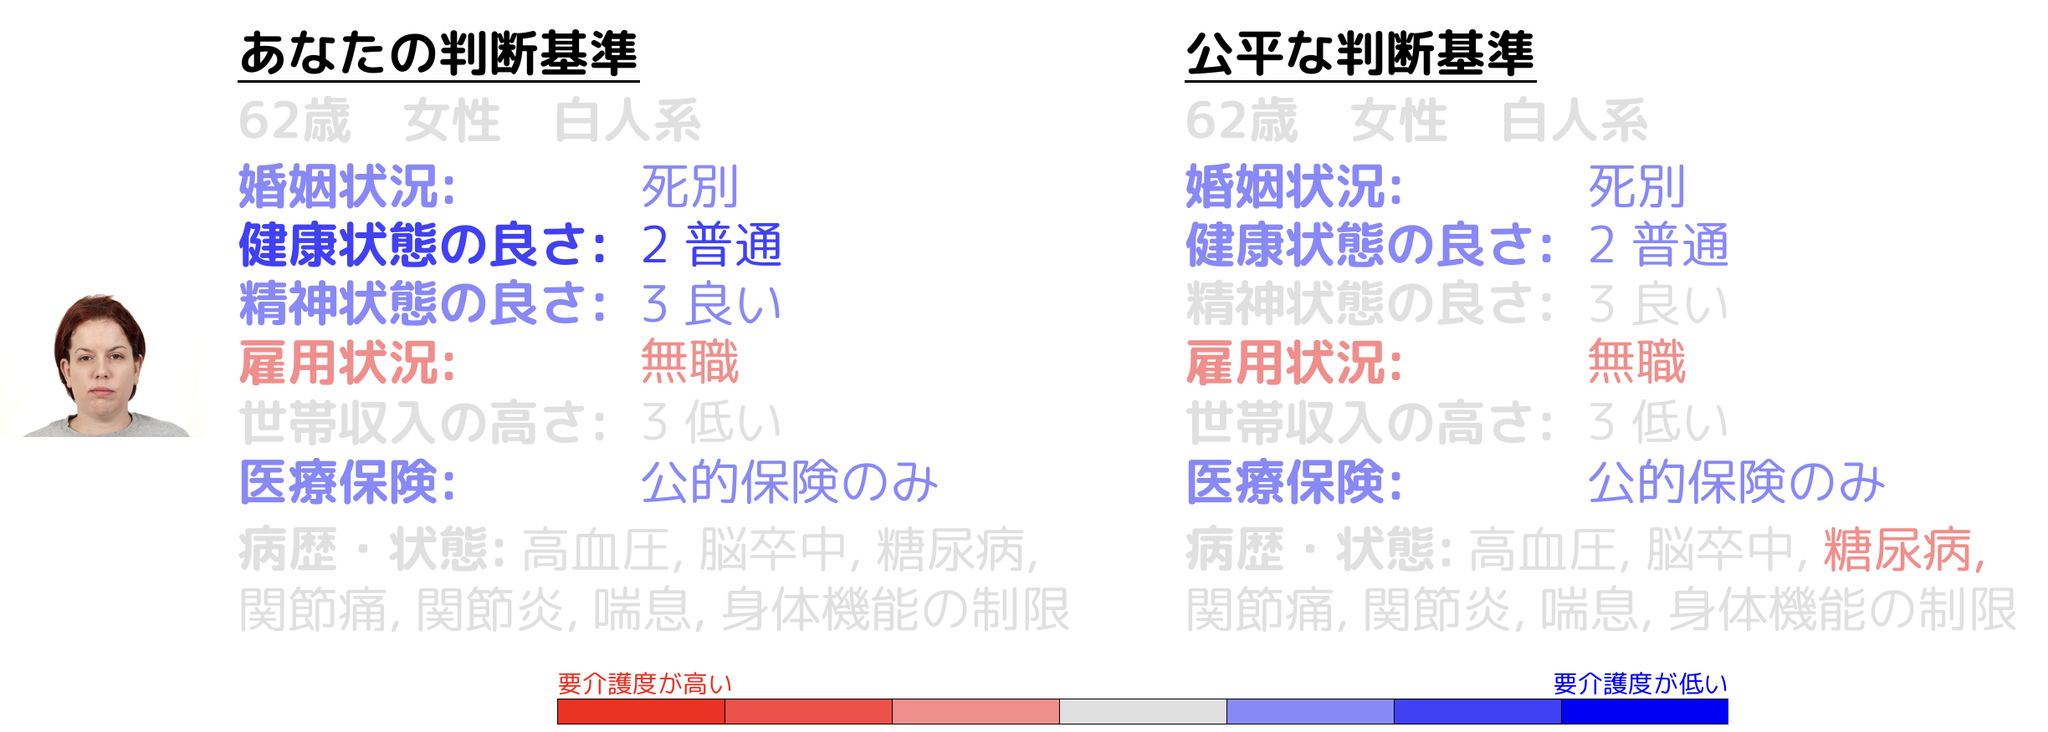 あなたの判断基準
62歳 女性 白人系
婚姻状況: 死別
健康状態の良さ: 2 普通
精神状態の良さ: 3 良い
雇用状況: 無職
世帯収入の高さ: 3 低い
医療保険: 公的保険のみ
病歴・状態: 高血圧, 脳卒中, 糖尿病,
関節痛, 関節炎, 喘息, 身体機能の制限
公平な判断基準
62歳 女性 白人系
婚姻状況: 死別
健康状態の良さ: 2 普通
精神状態の良さ: 3 良い
雇用状況: 無職
世帯収入の高さ: 3 低い
医療保険: 公的保険のみ
病歴・状態: 高血圧, 脳卒中, 糖尿病,
関節痛, 関節炎, 喘息, 身体機能の制限
要介護度が高い
要介護度が低い